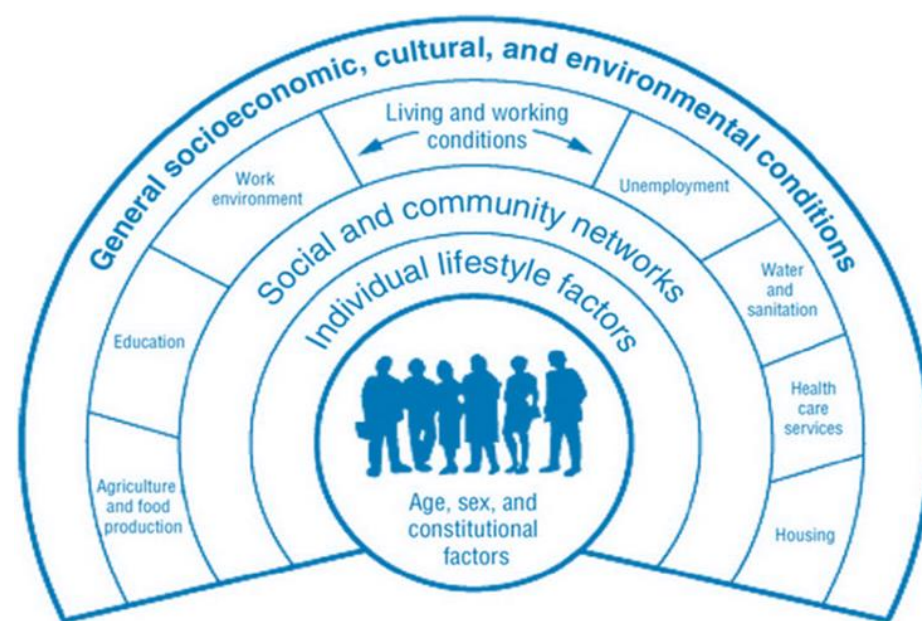 General socioeconomic, cultural, and environmental conditions
Living and working
conditions
Work
environment
Unemployment
Education
Water
and
sanitation
Agriculture
and food
production
Health
care
services
Housing
Social and community networks
Individual lifestyle factors
Age, sex, and
constitutional
factors